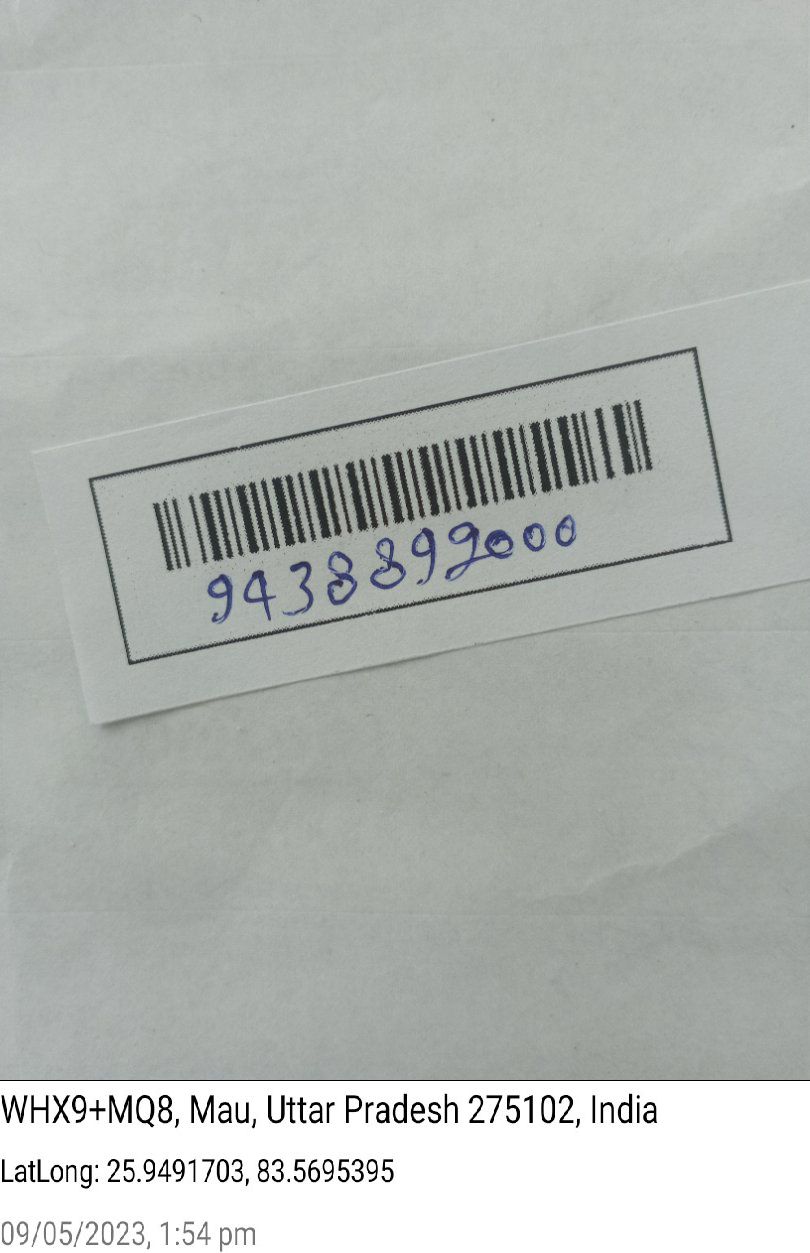 9438899000
WHX9+MQ8, Mau, Uttar Pradesh 275102, India
LatLong: 25.9491703, 83.5695395
09/05/2023, 1:54 pm